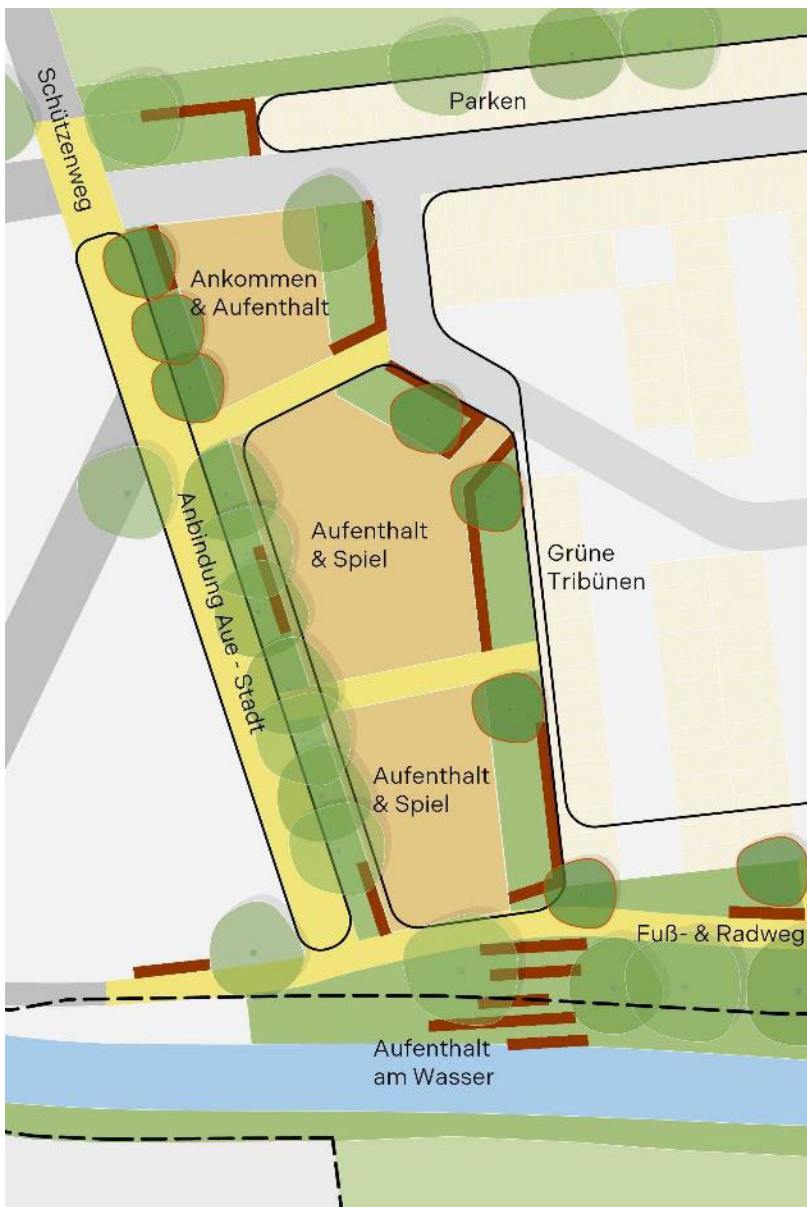 Schützenweg
Parken
Ankommen
& Aufenthalt
Anbindung Aue - Stadt
Aufenthalt
& Spiel
Grüne
Tribünen
Aufenthalt
& Spiel
Fuß- & Radweg
Aufenthalt
am Wasser